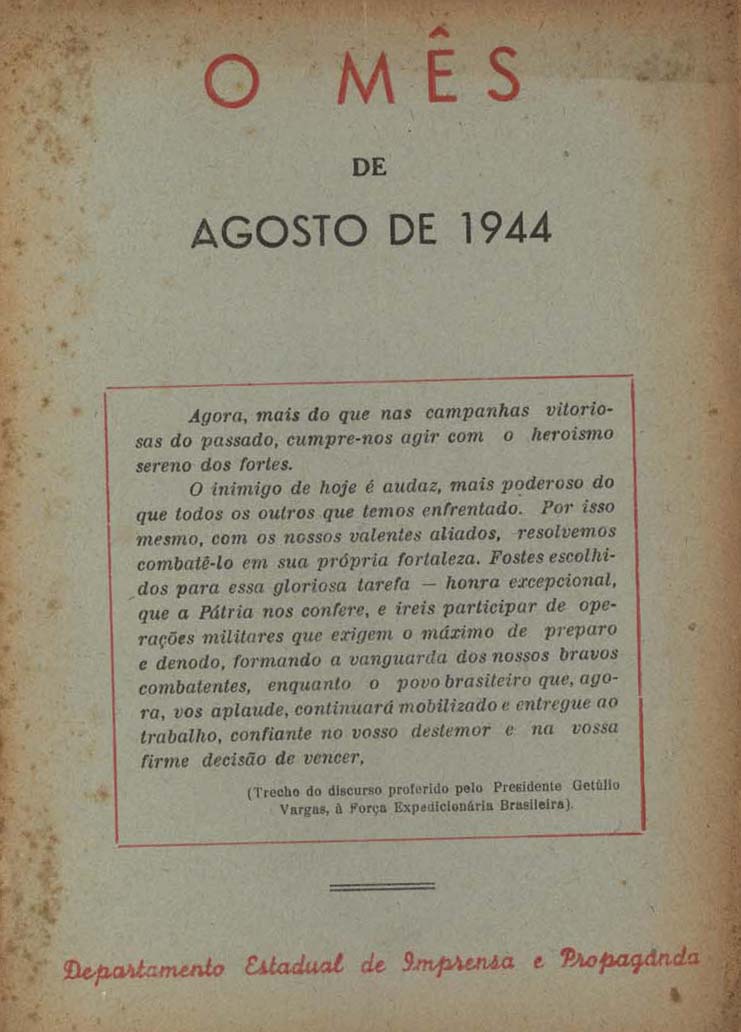 O MÊS
DE
AGOSTO DE 1944
Agora, mais do que nas campanhas vitorio-
sas do passado, cumpre-nos agir com o heroismo
sereno dos fortes.
O inimigo de hoje é audaz, mais poderoso do
que todos os outros que temos enfrentado. Por isso
mesmo, com os nossos valentes aliados, resolvemos
combatê-lo em sua própria fortaleza. Fostes escolhi-
dos para essa gloriosa tarefa — honra excepcional,
que a Pátria nos confere, e ireis participar de ope-
rações militares que exigem o máximo de preparo
e denodo, formando a vanguarda dos nossos bravos
combatentes, enquanto o povo brasileiro que, ago-
ra, vos aplaude, continuará mobilizado e entregue ao
trabalho, confiante no vosso destemor e na vossa
firme decisão de vencer,
(Trecho do discurso proferido pelo Presidente Getúlio
Vargas, à Força Expedicionária Brasileira).
Departamento Estadual de Imprensa e Propaganda